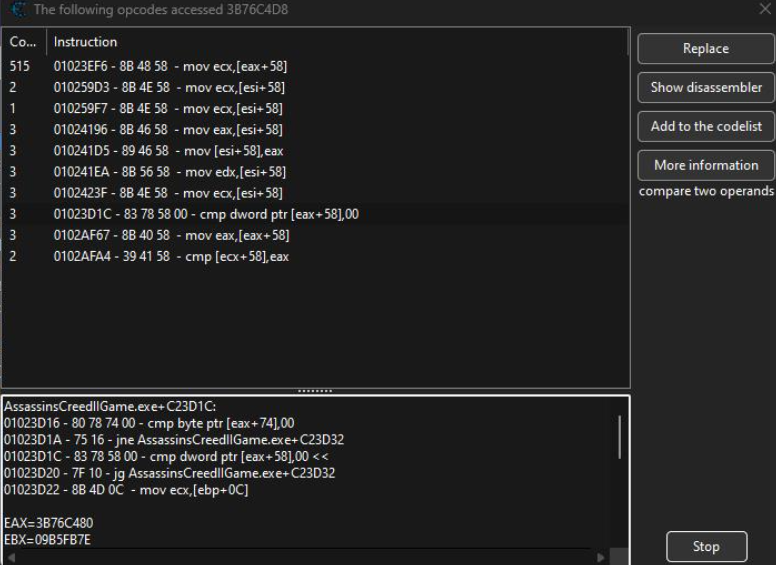 The following opcodes accessed 3B76C4D8
Co... Instruction
515 01023EF6 - 8B 48 58 - mov ecx,[eax+58]
2 010259D3 - 8B 4E 58 - mov ecx,[esi+58]
1 010259F7 - 8B 4E 58 - mov ecx,[esi+58]
3 01024196 - 8B 46 58 - mov eax,[esi+58]
3 010241D5 - 89 46 58 - mov [esi+58],eax
3 010241EA - 8B 56 58 - mov edx,[esi+58]
3 0102423F - 8B 4E 58 - mov ecx,[esi+58]
3 01023D1C - 83 78 58 00 - cmp dword ptr [eax+58],00
3 0102AF67 - 8B 40 58 - mov eax,[eax+58]
2 0102AFA4 - 39 41 58 - cmp [ecx+58],eax
Replace
Show disassembler
Add to the codelist
More information
compare two operands
AssassinsCreedIIGame.exe+C23D1C:
01023D16 - 80 78 74 00 - cmp byte ptr [eax+74],00
01023D1A - 75 16 - jne AssassinsCreedIIGame.exe+C23D32
01023D1C - 83 78 58 00 - cmp dword ptr [eax+58],00 <<
01023D20 - 7F 10 - jg AssassinsCreedIIGame.exe+C23D32
01023D22 - 8B 4D 0C - mov ecx,[ebp+0C]
EAX=3B76C480
EBX=09B5FB7E
Stop